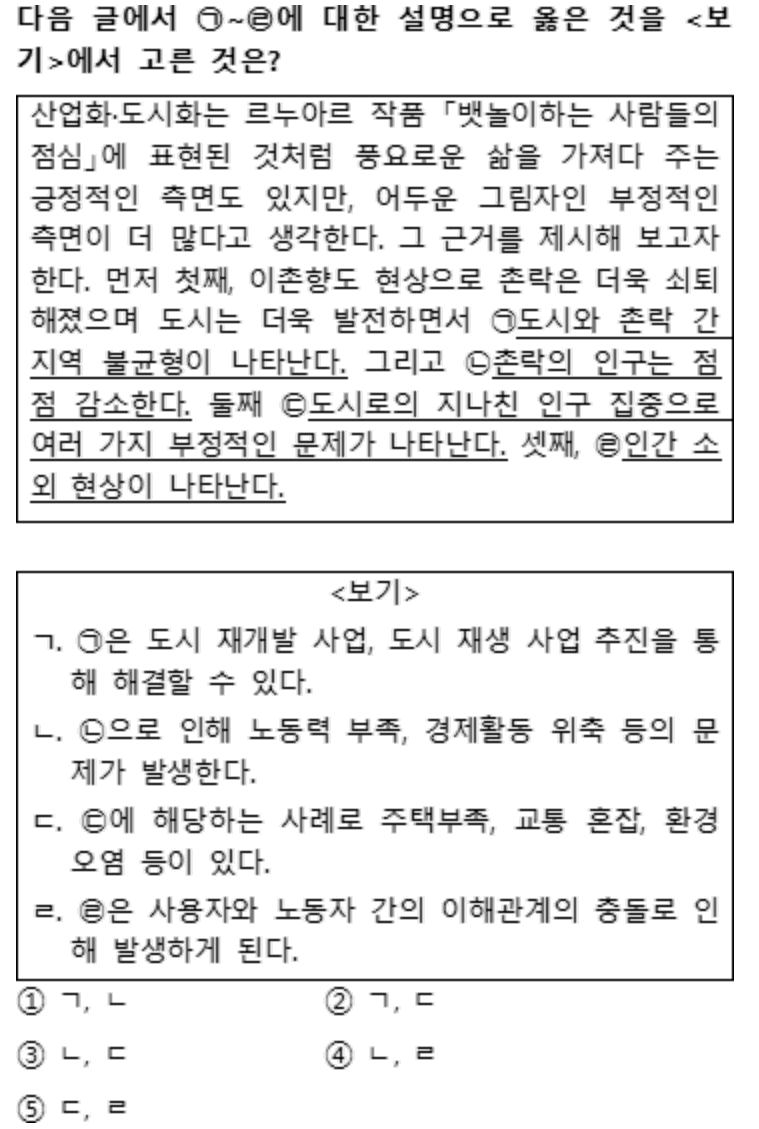 다음 글에서 ㉠~㉣에 대한 설명으로 옳은 것을 <보
기>에서 고른 것은?
산업화·도시화는 르누아르 작품 「뱃놀이하는 사람들의
점심」에 표현된 것처럼 풍요로운 삶을 가져다 주는
긍정적인 측면도 있지만, 어두운 그림자인 부정적인
측면이 더 많다고 생각한다. 그 근거를 제시해 보고자
한다. 먼저 첫째, 이촌향도 현상으로 촌락은 더욱 쇠퇴
해졌으며 도시는 더욱 발전하면서 ㉠도시와 촌락 간
지역 불균형이 나타난다. 그리고 ㉡촌락의 인구는 점
점 감소한다. 둘째 ㉢도시로의 지나친 인구 집중으로
여러 가지 부정적인 문제가 나타난다. 셋째, ㉣인간 소
외 현상이 나타난다.
<보기>
ㄱ. ㉠은 도시 재개발 사업, 도시 재생 사업 추진을 통
해 해결할 수 있다.
ㄴ. ㉡으로 인해 노동력 부족, 경제활동 위축 등의 문
제가 발생한다.
ㄷ. ㉢에 해당하는 사례로 주택부족, 교통 혼잡, 환경
오염 등이 있다.
ㄹ. ㉣은 사용자와 노동자 간의 이해관계의 충돌로 인
해 발생하게 된다.
① ㄱ, ㄴ ② ㄱ, ㄷ
③ ㄴ, ㄷ ④ ㄴ, ㄹ
⑤ ㄷ, ㄹ